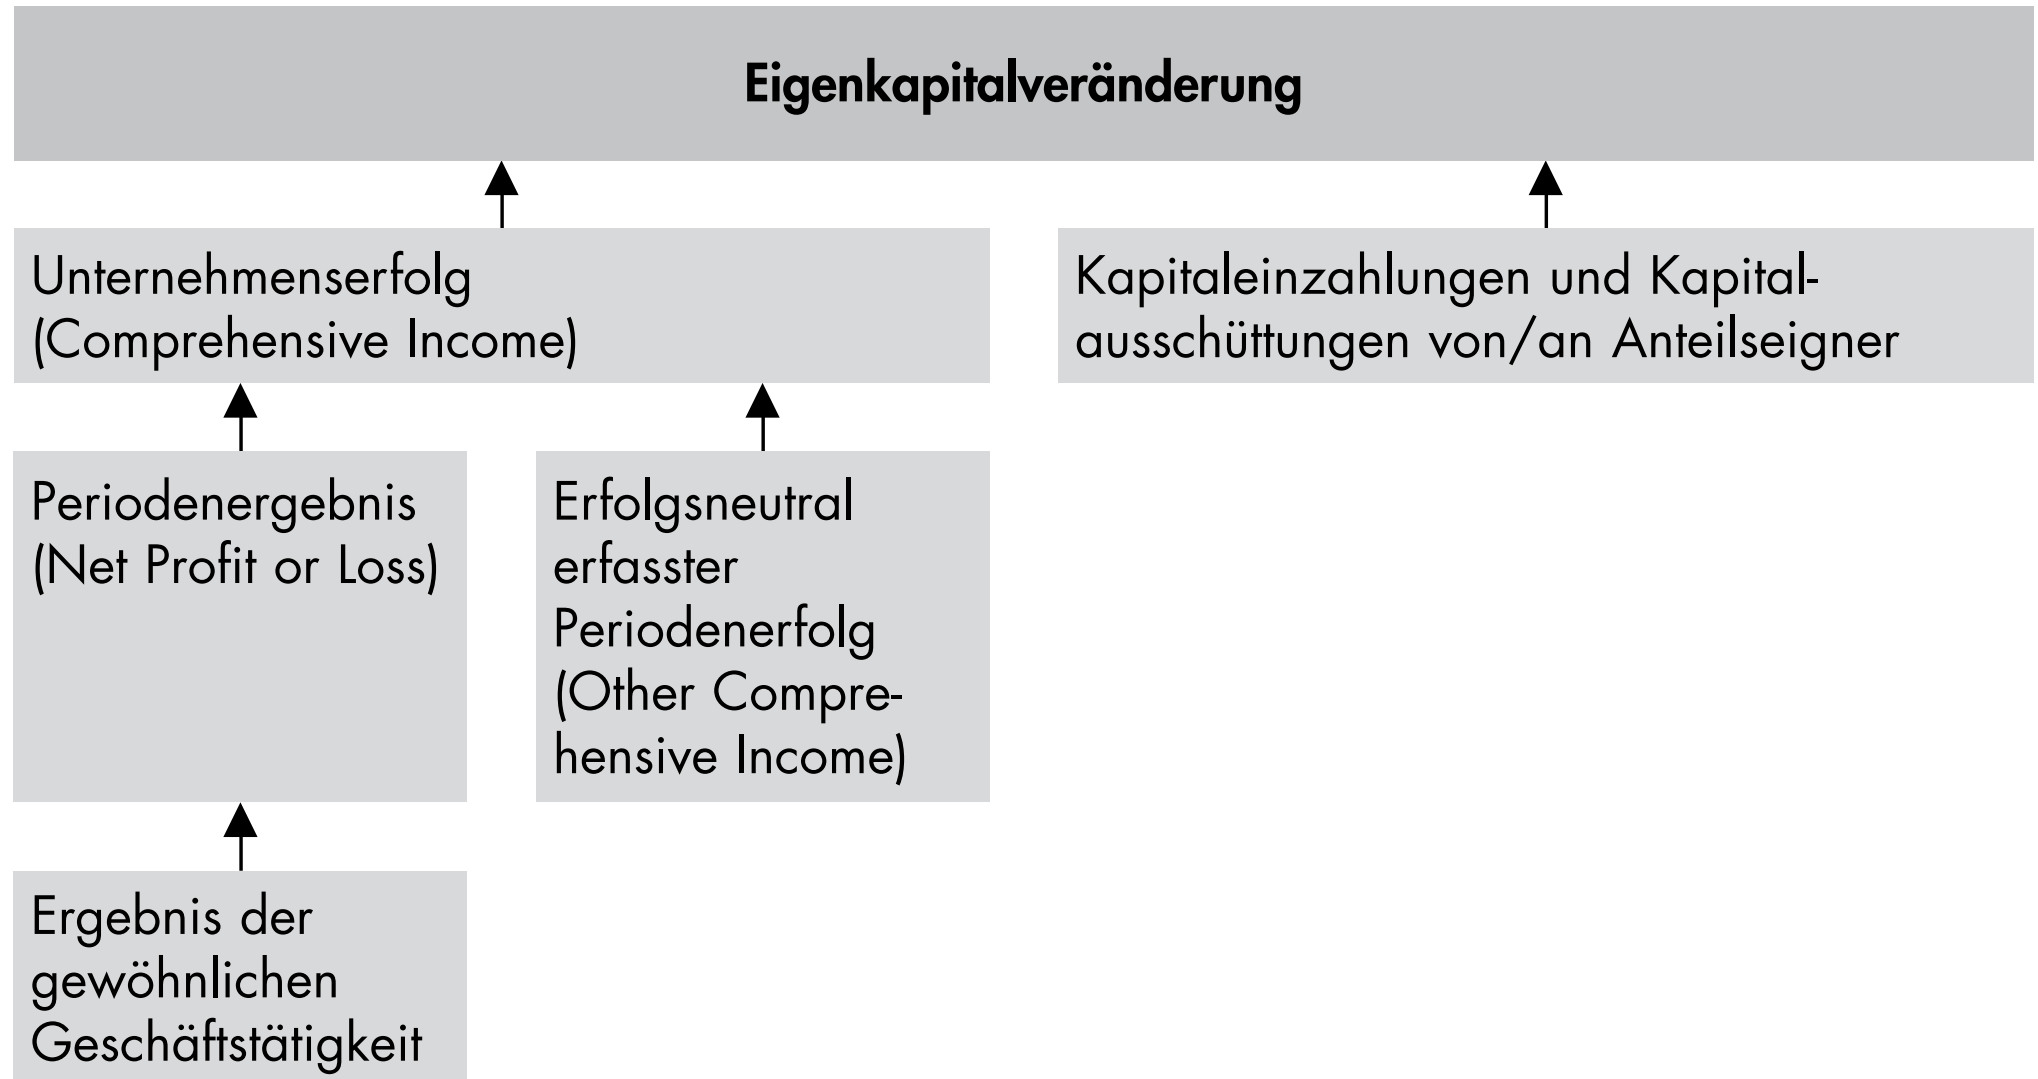 Eigenkapitalveränderung
Unternehmenserfolg
(Comprehensive Income)
Kapitaleinzahlungen und Kapital-
ausschüttungen von/an Anteilseigner
Periodenergebnis
(Net Profit or Loss)
Erfolgsneutral
erfasster
Periodenerfolg
(Other Compre-
hensive Income)
Ergebnis der
gewöhnlichen
Geschäftstätigkeit